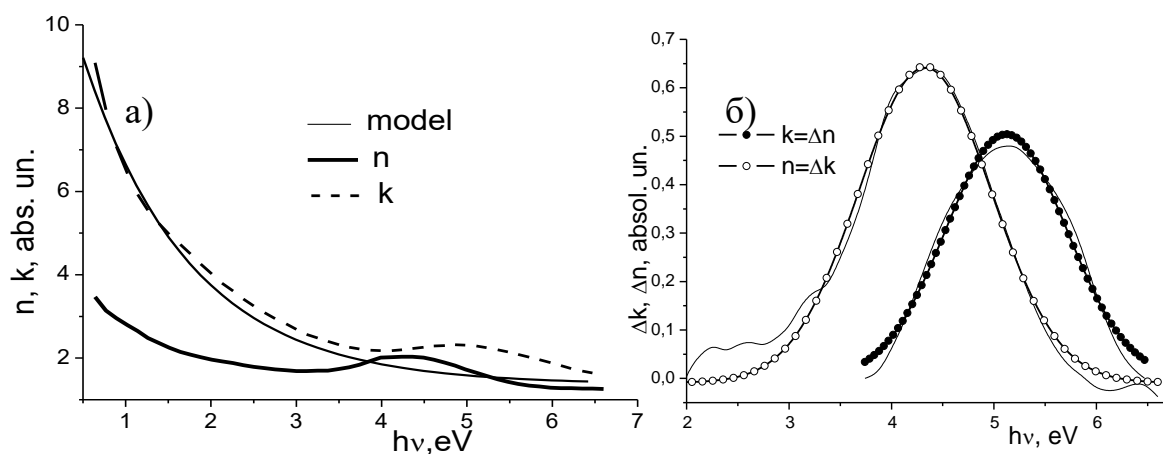 10
8
6
4
2
n, k, abs. un.
а)
model
n
k
1
2
3
4
5
6
7
hν,eV
0,7
0,6
0,5
0,4
0,3
0,2
0,1
0,0
Δk, Δn, absol. un.
б)
k=Δn
n=Δk
2
3
4
5
6
hν, eV